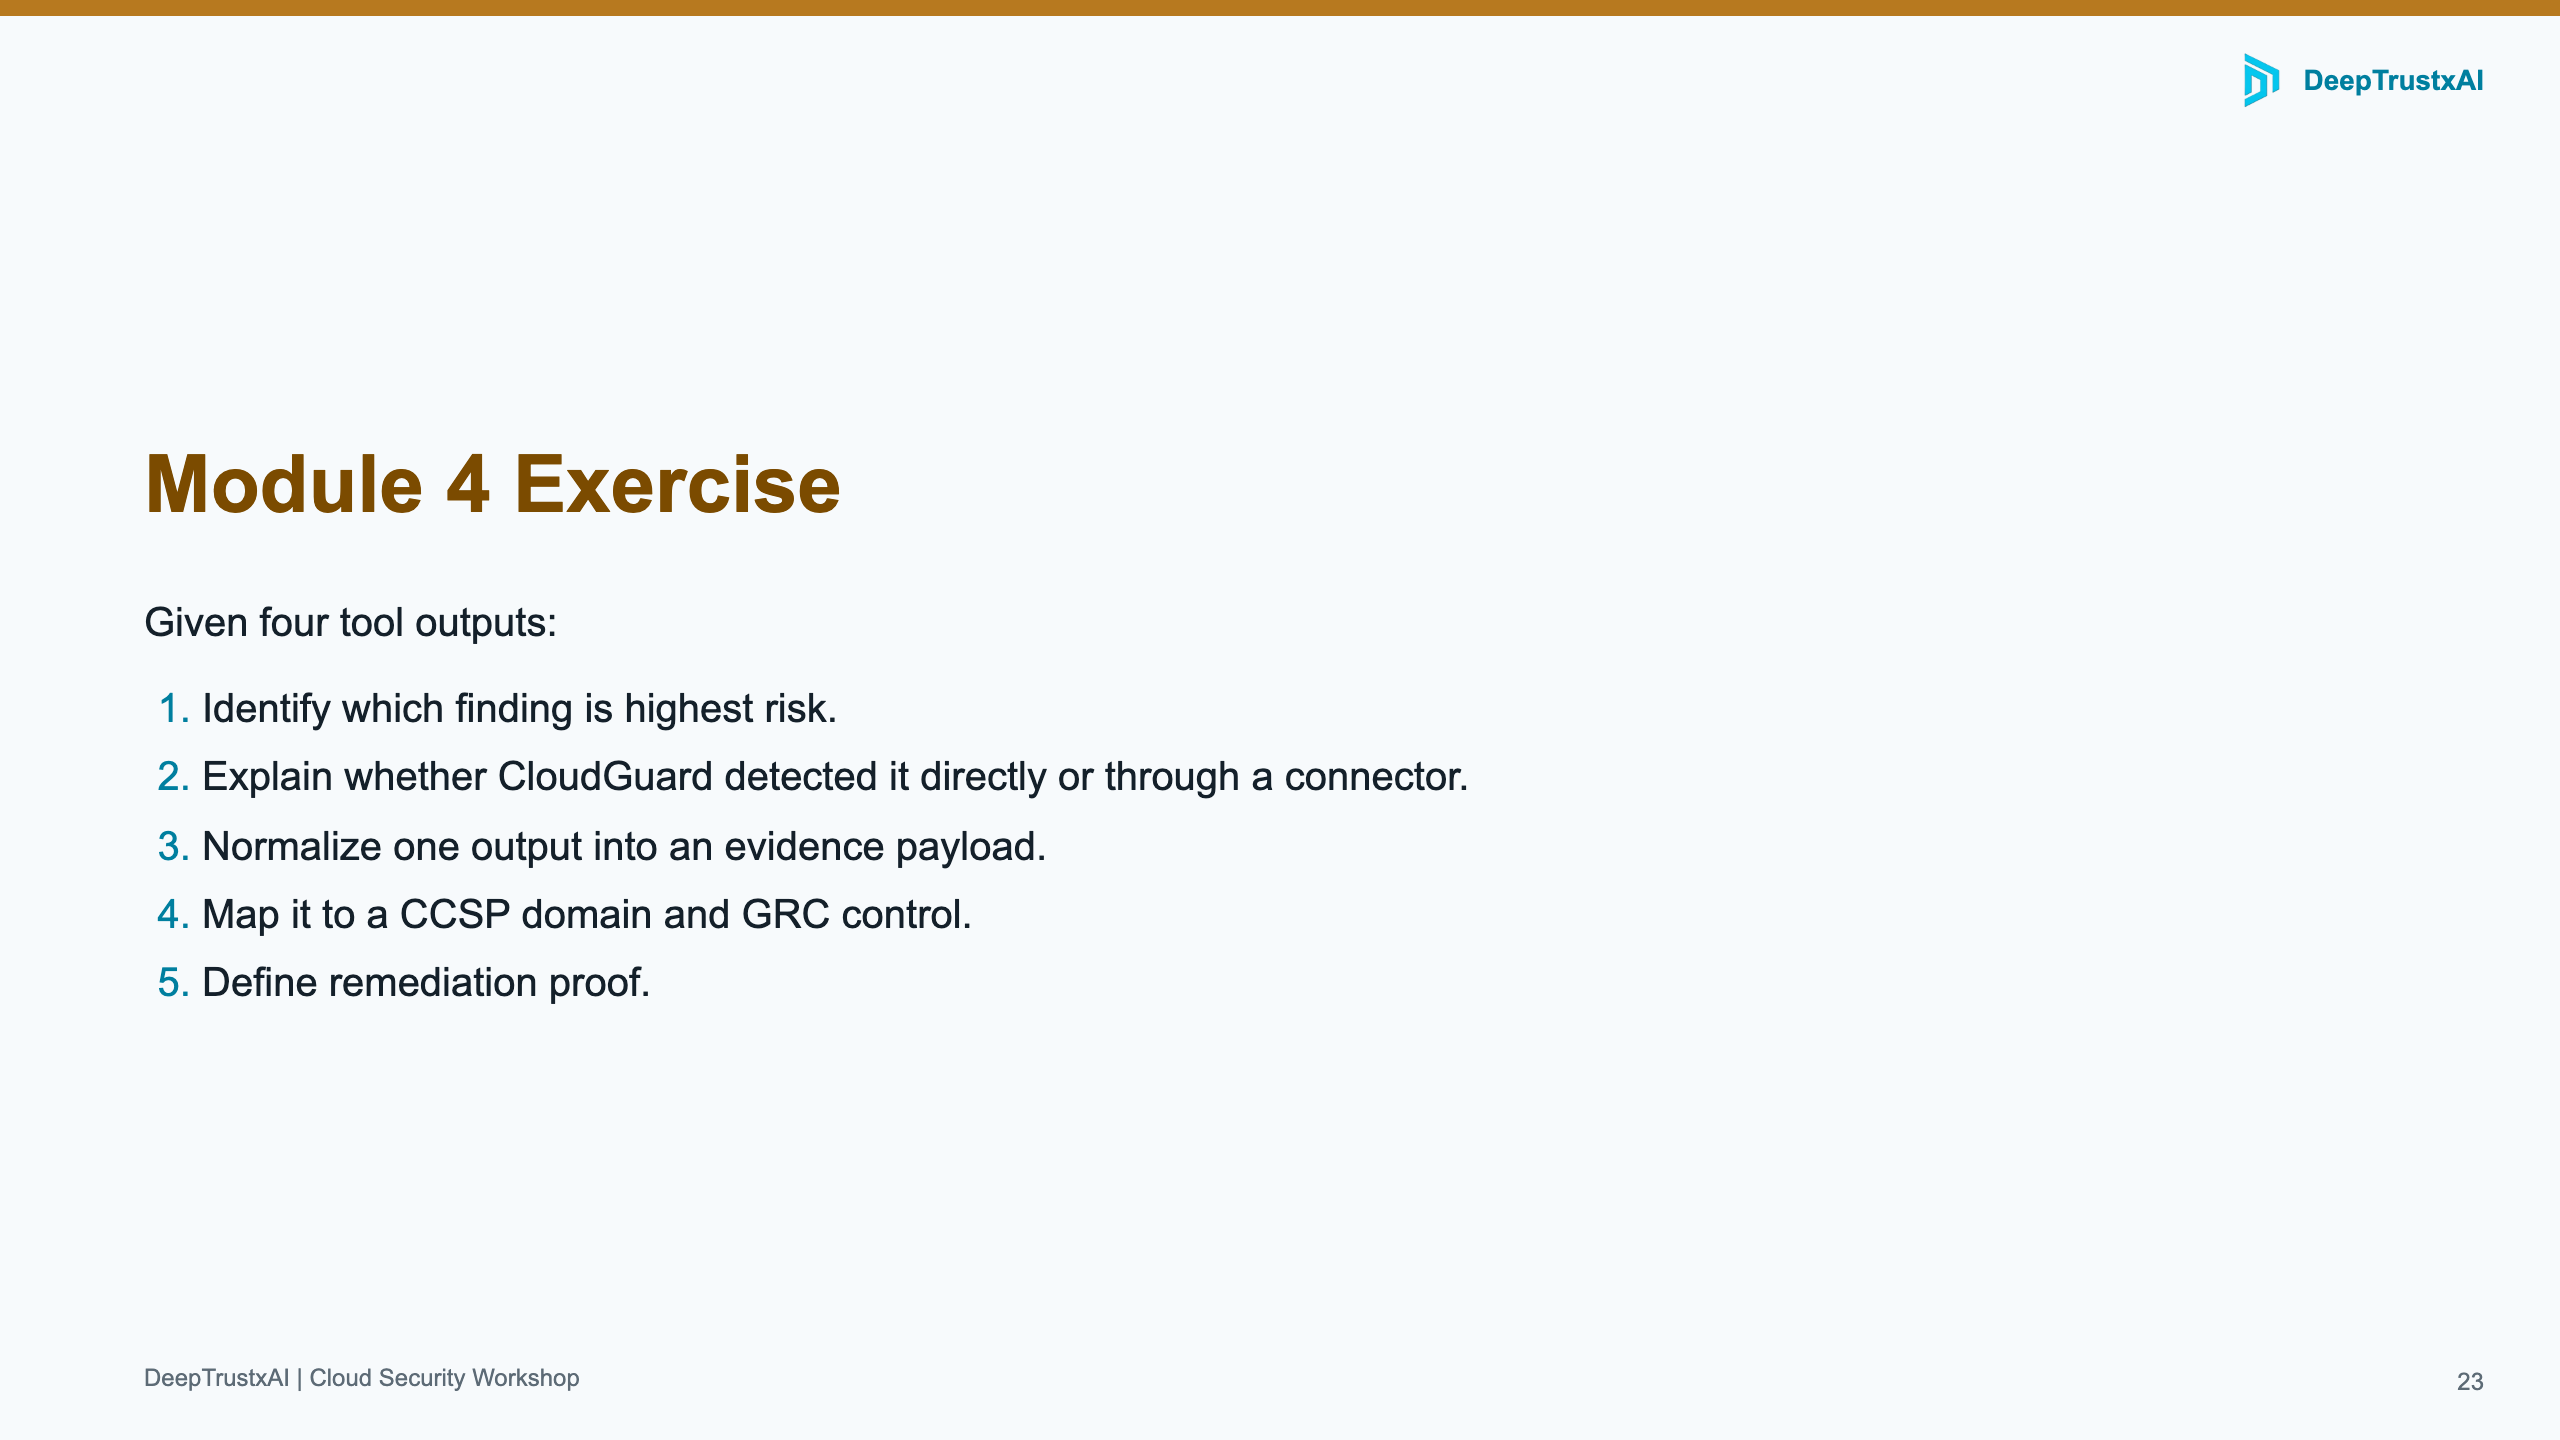 DeepTrustxAI
Module 4 Exercise
Given four tool outputs:
1. Identify which finding is highest risk.
2. Explain whether CloudGuard detected it directly or through a connector.
3. Normalize one output into an evidence payload.
4. Map it to a CCSP domain and GRC control.
5. Define remediation proof.
DeepTrustxAI | Cloud Security Workshop
23